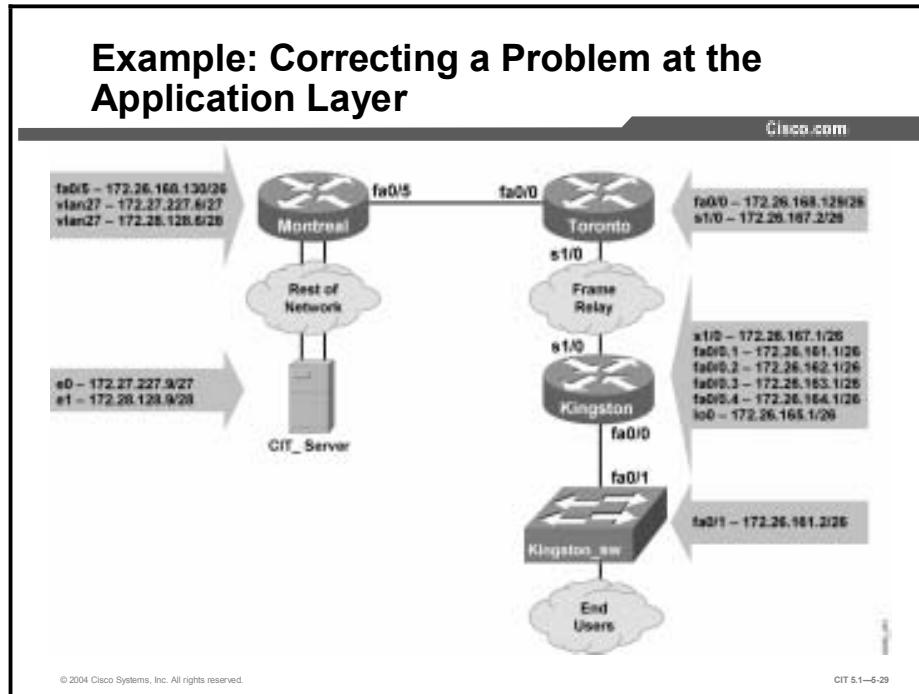 Example: Correcting a Problem at the
Application Layer
Cisco.com
fa0/5 – 172.26.168.130/26
vlan27 – 172.27.227.6/27
vlan27 – 172.28.128.6/28
Montreal
fa0/5
fa0/0
Toronto
fa0/0 – 172.26.168.129/26
s1/0 – 172.26.167.2/26
s1/0
Rest of
Network
Frame
Relay
s1/0
s1/0 – 172.26.167.1/26
fa0/0.1 – 172.26.161.1/26
fa0/0.2 – 172.26.162.1/26
fa0/0.3 – 172.26.163.1/26
fa0/0.4 – 172.26.164.1/26
lo0 – 172.26.165.1/26
e0 – 172.27.227.9/27
e1 – 172.28.128.9/28
CIT_ Server
Kingston
fa0/0
fa0/1
fa0/1 – 172.26.161.2/26
Kingston_sw
End
Users
© 2004 Cisco Systems, Inc. All rights reserved.
CIT 5.1—5-29